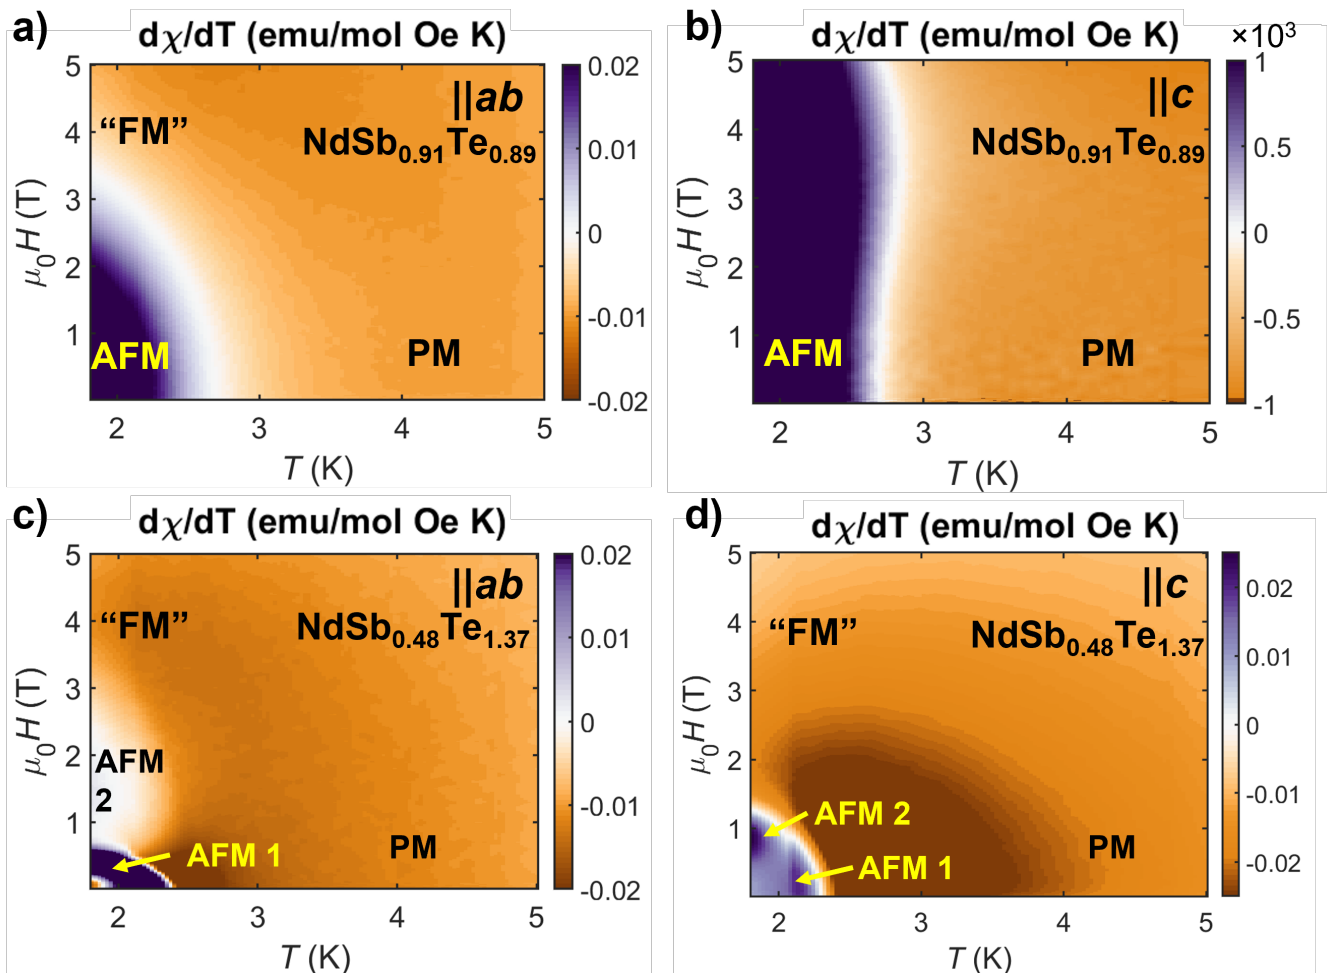 a)
dχ/dT (emu/mol Oe K)
||ab
"FM"
NdSb0.91Te0.89
AFM
PM
5
4
3
2
1
μ0H (T)
2 3 4 5
T (K)
0.02
0.01
0
-0.01
-0.02
b)
dχ/dT (emu/mol Oe K)
×10³
||c
NdSb0.91Te0.89
AFM
PM
5
4
3
2
1
μ0H (T)
2 3 4 5
T (K)
1
0.5
0
-0.5
-1
c)
dχ/dT (emu/mol Oe K)
||ab
"FM"
NdSb0.48Te1.37
AFM
2
AFM 1
PM
5
4
3
2
1
μ0H (T)
2 3 4 5
T (K)
0.02
0.01
0
-0.01
-0.02
d)
dχ/dT (emu/mol Oe K)
||c
"FM"
NdSb0.48Te1.37
AFM 2
AFM 1
PM
5
4
3
2
1
μ0H (T)
2 3 4 5
T (K)
0.02
0.01
0
-0.01
-0.02